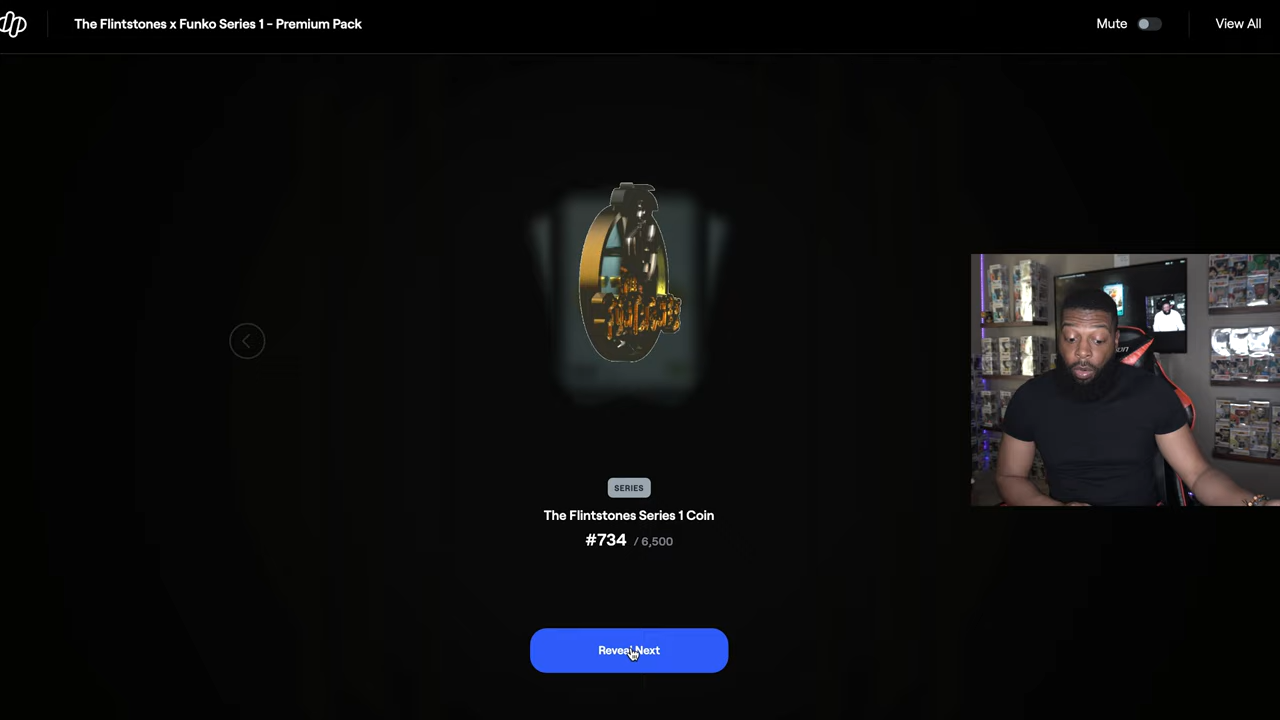 The Flintstones x Funko Series 1 - Premium Pack
Mute
View All
SERIES
The Flintstones Series 1 Coin
#734 / 6,500
Reveal Next